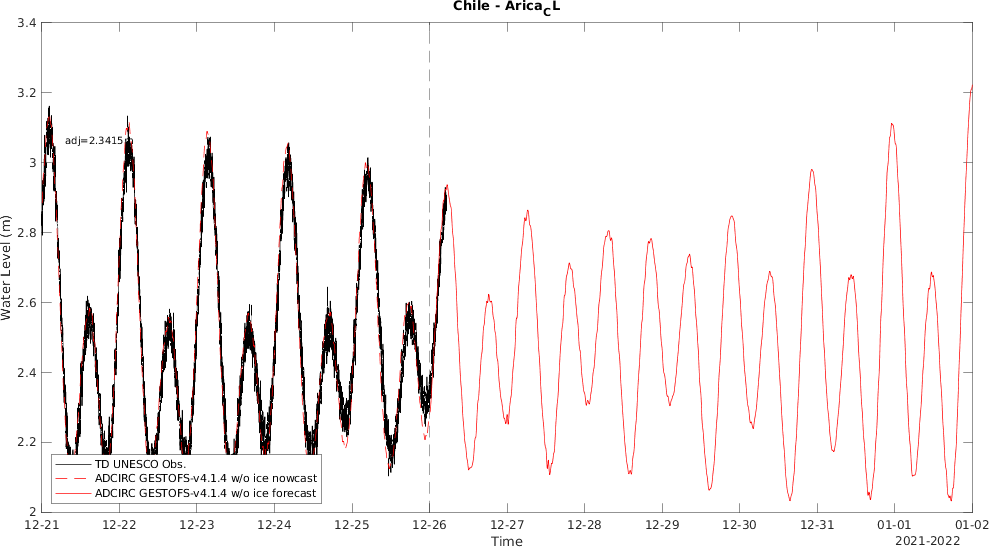 Chile - Arica_CL
3.4
3.2
3
2.8
2.6
2.4
2.2
2
Water Level (m)
adj=2.3415
TD UNESCO Obs.
ADCIRC GESTOFS-v4.1.4 w/o ice nowcast
ADCIRC GESTOFS-v4.1.4 w/o ice forecast
12-21 12-22 12-23 12-24 12-25 12-26 12-27 12-28 12-29 12-30 12-31 01-01 01-02
Time
2021-2022